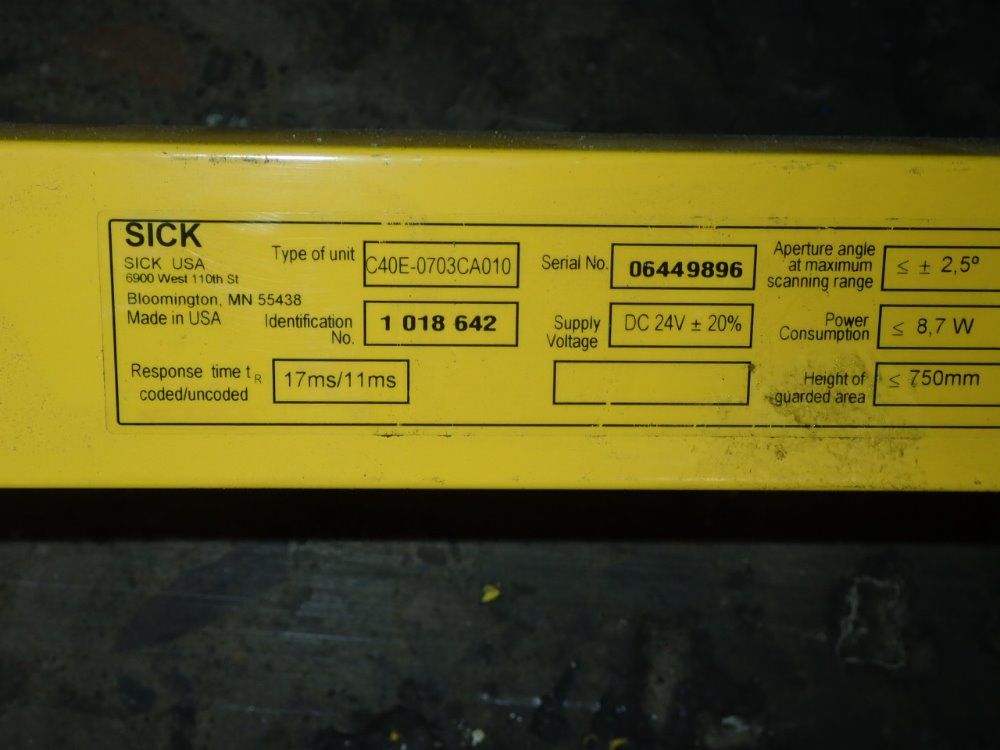 SICK
SICK USA
6900 West 110th St
Bloomington, MN 55438
Made in USA
Type of unit C40E-0703CA010
Identification No. 1 018 642
Response time tR coded/uncoded 17ms/11ms
Serial No. 06449896
Supply Voltage DC 24V ± 20%
Aperture angle at maximum scanning range ≤ ± 2,5º
Power Consumption ≤ 8,7 W
Height of guarded area ≤ 750mm